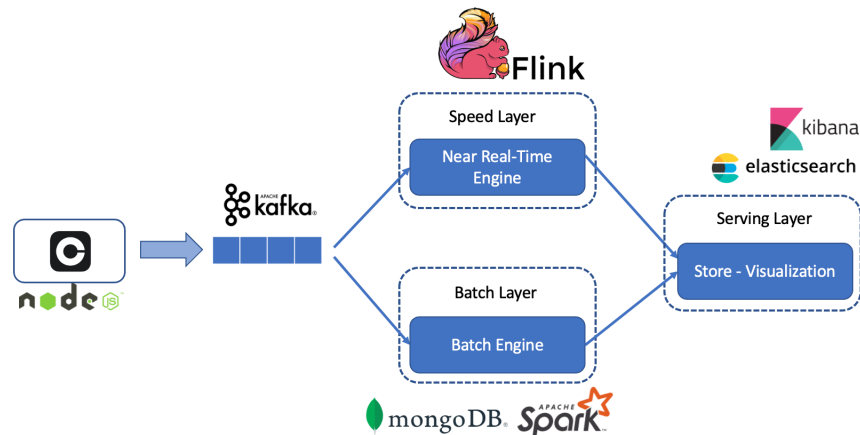 node
JS
APACHE
kafka®
Flink
Speed Layer
Near Real-Time
Engine
Batch Layer
Batch Engine
mongoDB®
APACHE
Spark™
kibana
elasticsearch
Serving Layer
Store - Visualization